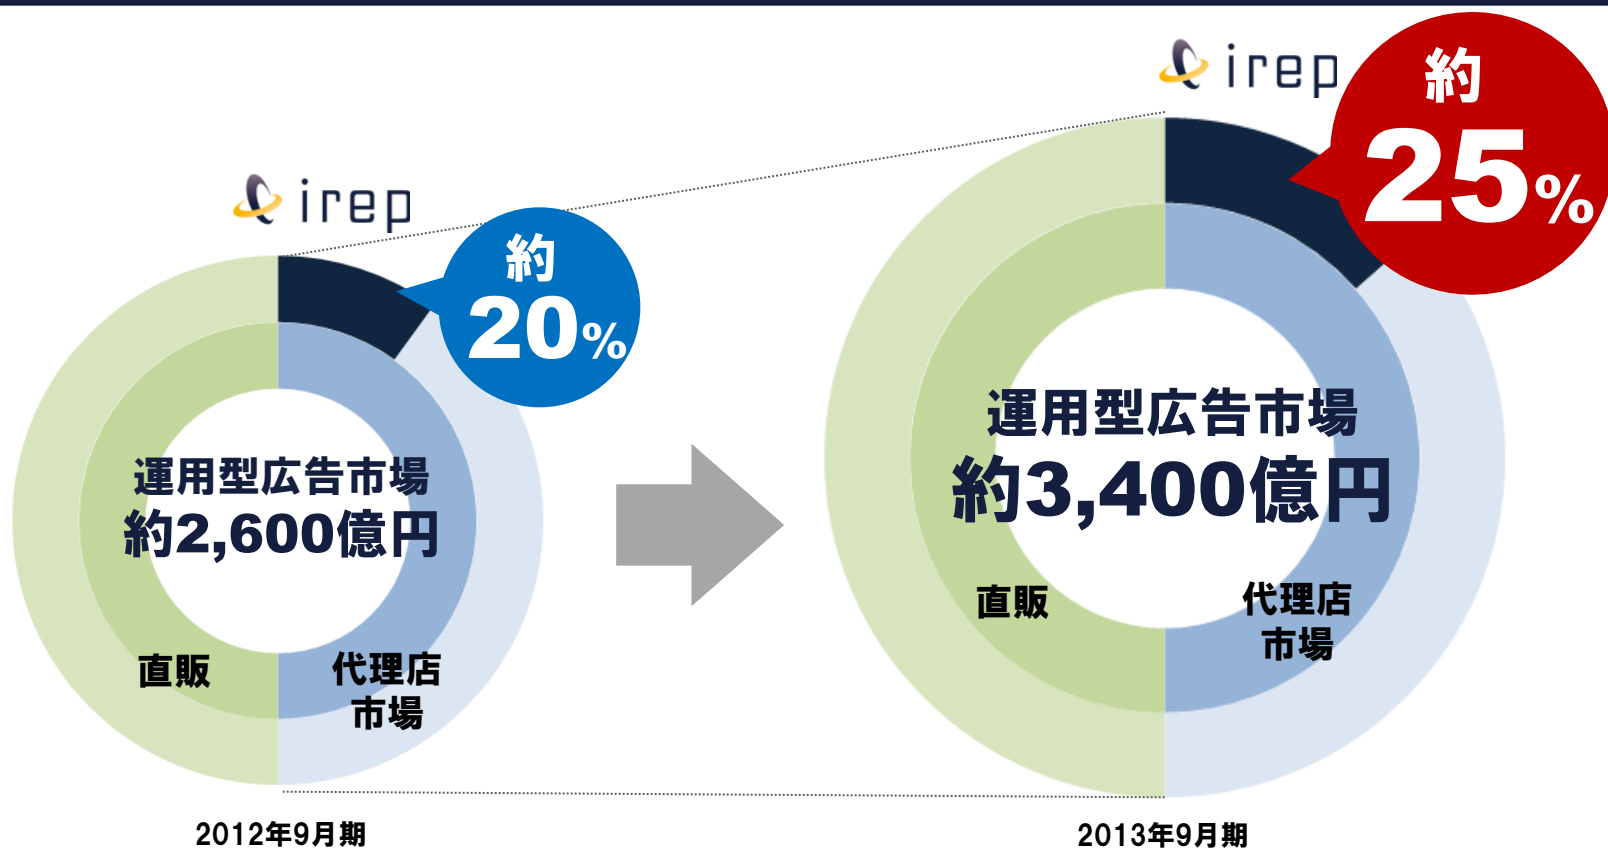 irep
約
20%
運用型広告市場
約2,600億円
直販
代理店
市場
2012年9月期
irep
約
25%
運用型広告市場
約3,400億円
直販
代理店
市場
2013年9月期